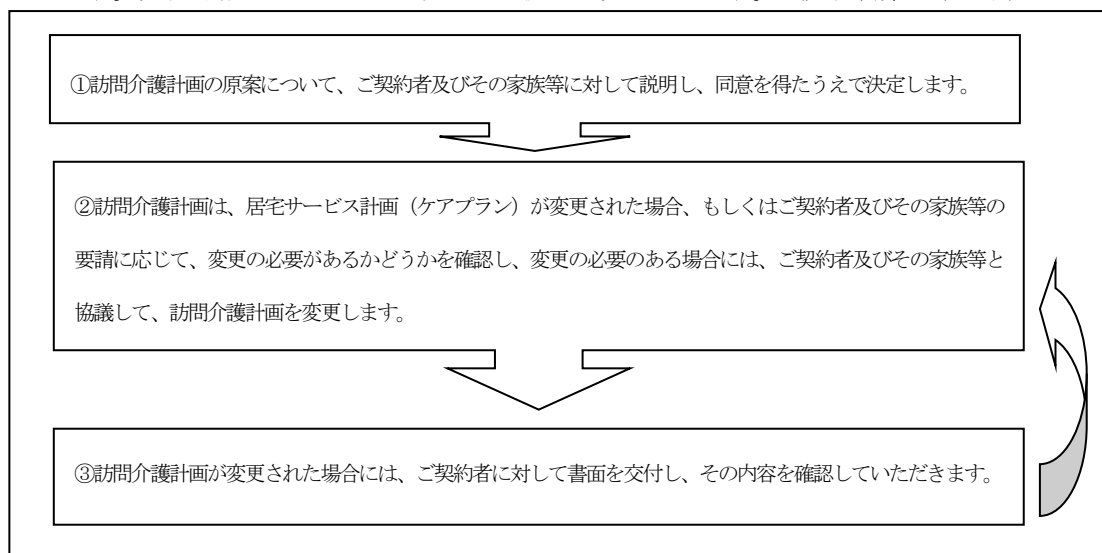 ①訪問介護計画の原案について、ご契約者及びその家族等に対して説明し、同意を得たうえで決定します。
②訪問介護計画は、居宅サービス計画（ケアプラン）が変更された場合、もしくはご契約者及びその家族等の
要請に応じて、変更の必要があるかどうかを確認し、変更の必要のある場合には、ご契約者及びその家族等と
協議して、訪問介護計画を変更します。
③訪問介護計画が変更された場合には、ご契約者に対して書面を交付し、その内容を確認していただきます。